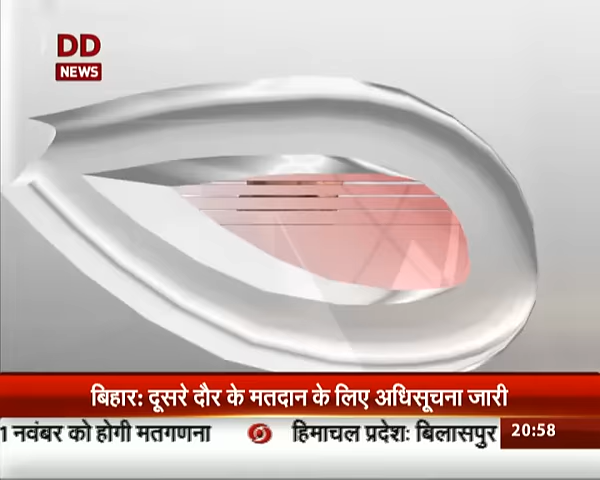 DD
NEWS
बिहार: दूसरे दौर के मतदान के लिए अधिसूचना जारी
1 नवंबर को होगी मतगणना हिमाचल प्रदेशः बिलासपुर 20:58